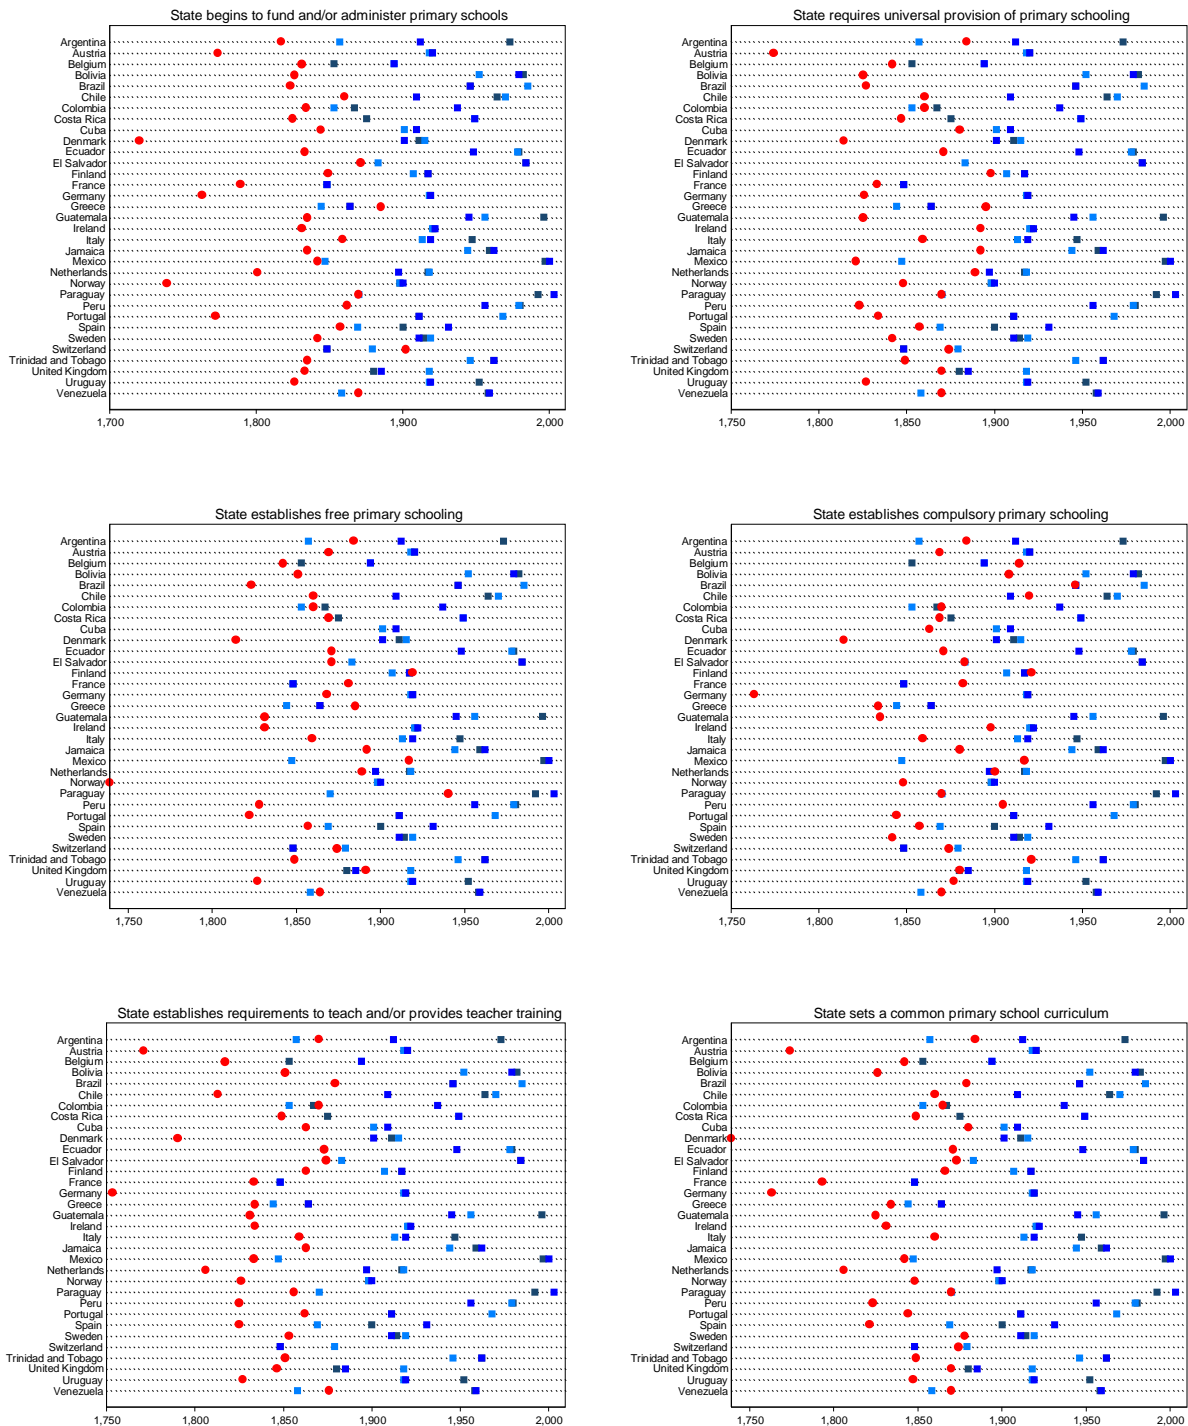 State begins to fund and/or administer primary schools
Argentina
Austria
Belgium
Bolivia
Brazil
Chile
Colombia
Costa Rica
Cuba
Denmark
Ecuador
El Salvador
Finland
France
Germany
Greece
Guatemala
Ireland
Italy
Jamaica
Mexico
Netherlands
Norway
Paraguay
Peru
Portugal
Spain
Sweden
Switzerland
Trinidad and Tobago
United Kingdom
Uruguay
Venezuela
1,700 1,800 1,900 2,000
State requires universal provision of primary schooling
Argentina
Austria
Belgium
Bolivia
Brazil
Chile
Colombia
Costa Rica
Cuba
Denmark
Ecuador
El Salvador
Finland
France
Germany
Greece
Guatemala
Ireland
Italy
Jamaica
Mexico
Netherlands
Norway
Paraguay
Peru
Portugal
Spain
Sweden
Switzerland
Trinidad and Tobago
United Kingdom
Uruguay
Venezuela
1,750 1,800 1,850 1,900 1,950 2,000
State establishes free primary schooling
Argentina
Austria
Belgium
Bolivia
Brazil
Chile
Colombia
Costa Rica
Cuba
Denmark
Ecuador
El Salvador
Finland
France
Germany
Greece
Guatemala
Ireland
Italy
Jamaica
Mexico
Netherlands
Norway
Paraguay
Peru
Portugal
Spain
Sweden
Switzerland
Trinidad and Tobago
United Kingdom
Uruguay
Venezuela
1,750 1,800 1,850 1,900 1,950 2,000
State establishes compulsory primary schooling
Argentina
Austria
Belgium
Bolivia
Brazil
Chile
Colombia
Costa Rica
Cuba
Denmark
Ecuador
El Salvador
Finland
France
Germany
Greece
Guatemala
Ireland
Italy
Jamaica
Mexico
Netherlands
Norway
Paraguay
Peru
Portugal
Spain
Sweden
Switzerland
Trinidad and Tobago
United Kingdom
Uruguay
Venezuela
1,750 1,800 1,850 1,900 1,950 2,000
State establishes requirements to teach and/or provides teacher training
Argentina
Austria
Belgium
Bolivia
Brazil
Chile
Colombia
Costa Rica
Cuba
Denmark
Ecuador
El Salvador
Finland
France
Germany
Greece
Guatemala
Ireland
Italy
Jamaica
Mexico
Netherlands
Norway
Paraguay
Peru
Portugal
Spain
Sweden
Switzerland
Trinidad and Tobago
United Kingdom
Uruguay
Venezuela
1,750 1,800 1,850 1,900 1,950 2,000
State sets a common primary school curriculum
Argentina
Austria
Belgium
Bolivia
Brazil
Chile
Colombia
Costa Rica
Cuba
Denmark
Ecuador
El Salvador
Finland
France
Germany
Greece
Guatemala
Ireland
Italy
Jamaica
Mexico
Netherlands
Norway
Paraguay
Peru
Portugal
Spain
Sweden
Switzerland
Trinidad and Tobago
United Kingdom
Uruguay
Venezuela
1,750 1,800 1,850 1,900 1,950 2,000